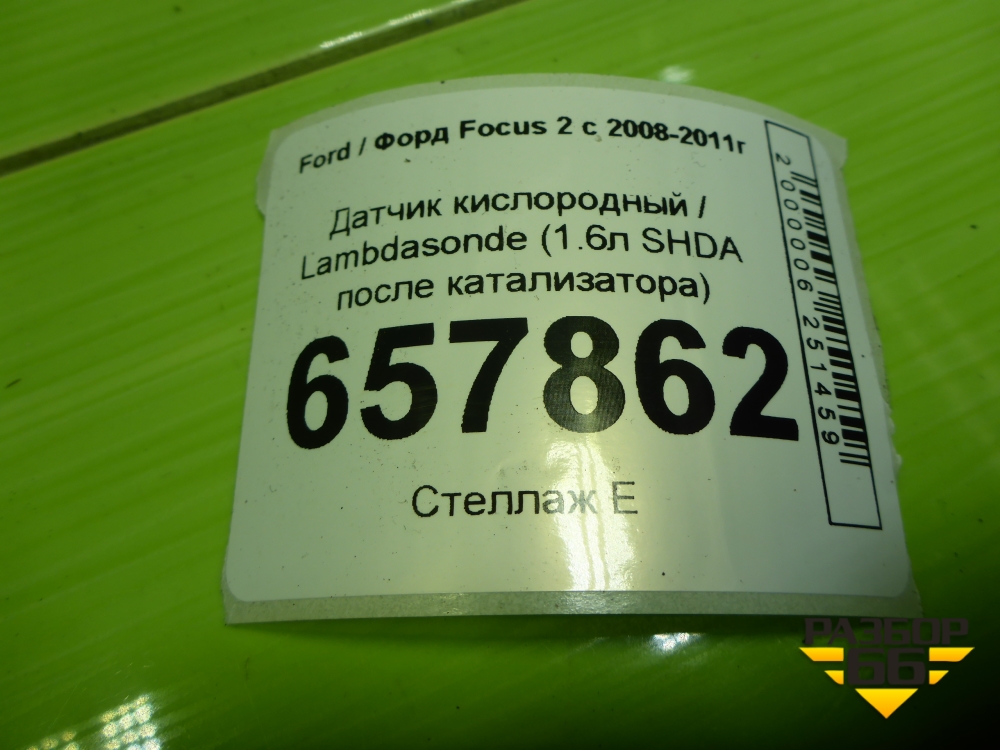 Ford / Форд Focus 2 с 2008-2011г
Датчик кислородный /
Lambdasonde (1.6л SHDA
после катализатора)
657862
Стеллаж E
2000006251459
РАЗБОР
66